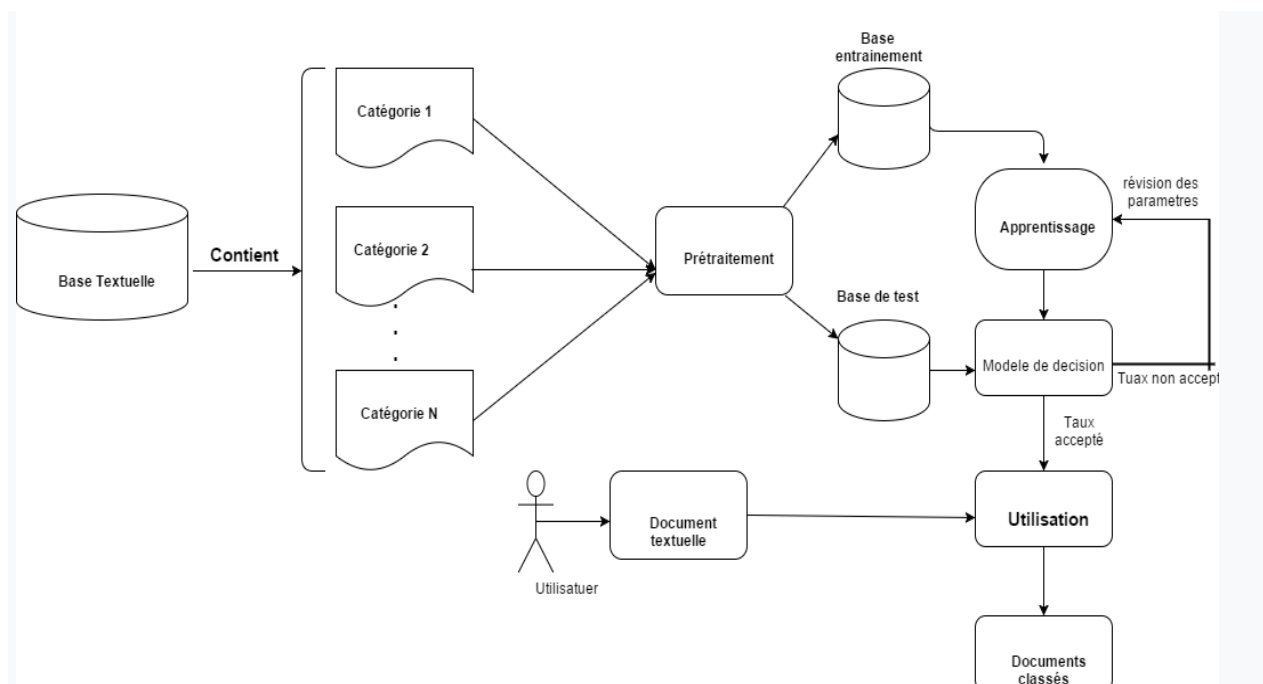 Base
entrainement
Catégorie 1
révision des
parametres
Apprentissage
Contient
Catégorie 2
Prétraitement
Base Textuelle
Base de test
Modele de decision
Tuax non accept
Catégorie N
Taux
accepté
Document
textuelle
Utilisation
Utilisatuer
Documents
classés